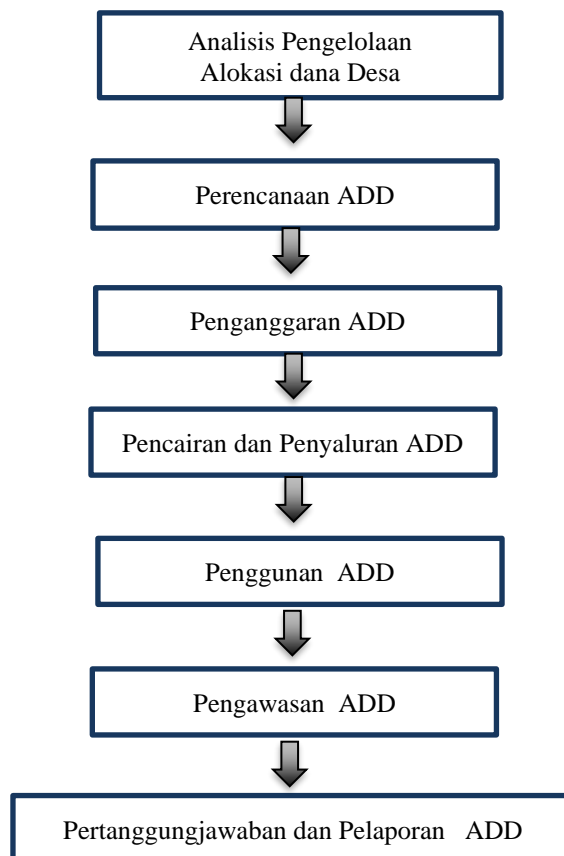 Analisis Pengelolaan
Alokasi dana Desa
Perencanaan ADD
Penganggaran ADD
Pencairan dan Penyaluran ADD
Penggunan ADD
Pengawasan ADD
Pertanggungjawaban dan Pelaporan ADD